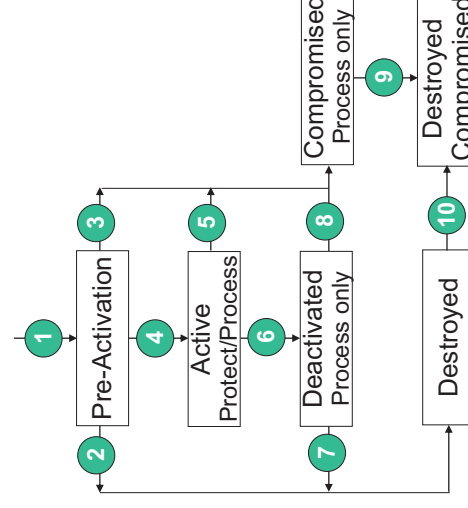 1
2
Pre-Activation
3
4
Active
Protect/Process
5
6
7
Deactivated
Process only
8
Compromised
Process only
9
Destroyed
10
Destroyed
Compromised